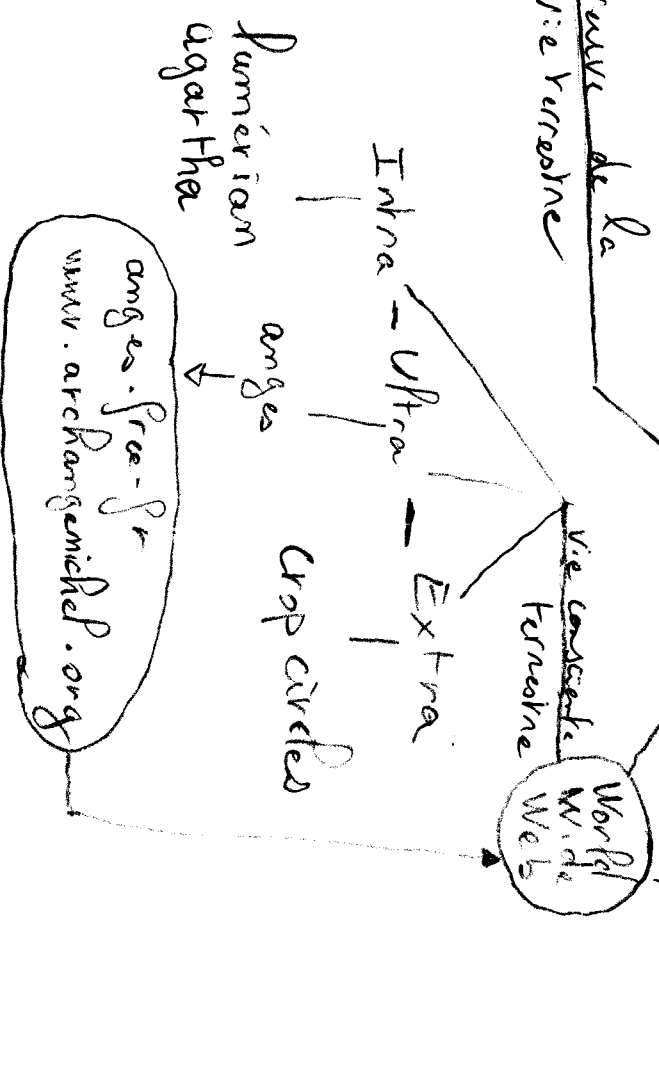 de la
vie terrestre
vie consciente
terrestre
World
Wide
Web
Intra - Ultra - Extra
lumérian
agartha
anges
Crop circles
anges.free.fr
www.archangemichel.org